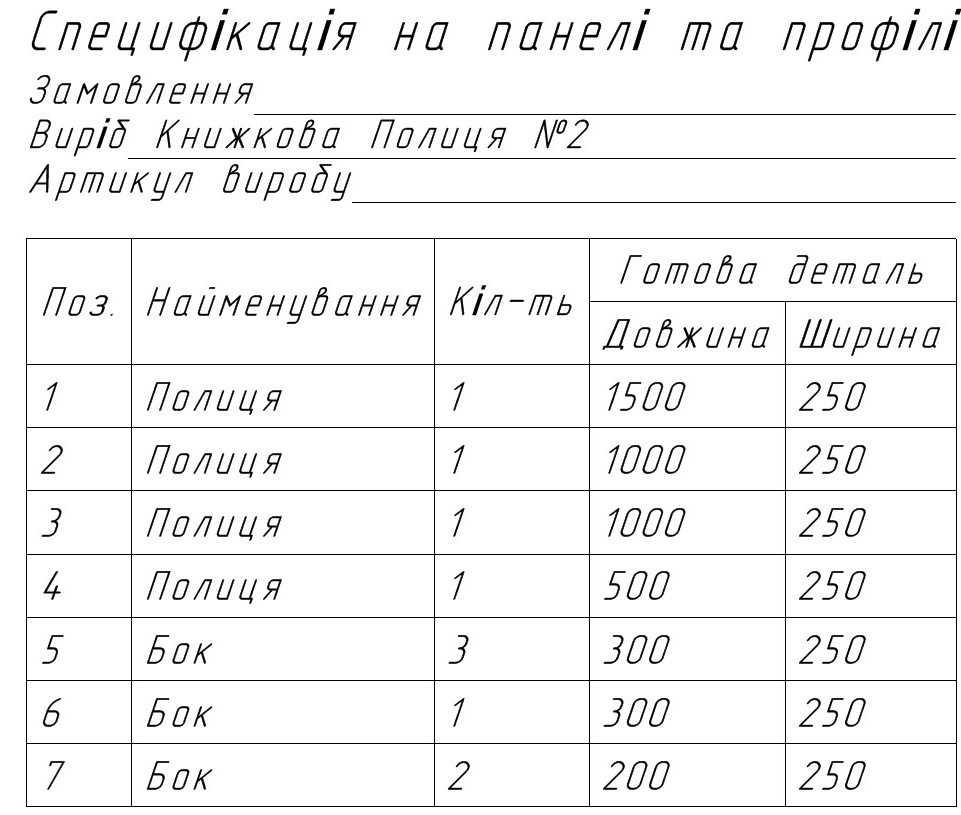 Специфікація на панелі та профілі
Замовлення
Виріб Книжкова Полиця №2
Артикул виробу
Поз. Найменування Кіл-ть Готова деталь
Довжина Ширина
1 Полиця 1 1500 250
2 Полиця 1 1000 250
3 Полиця 1 1000 250
4 Полиця 1 500 250
5 Бок 3 300 250
6 Бок 1 300 250
7 Бок 2 200 250